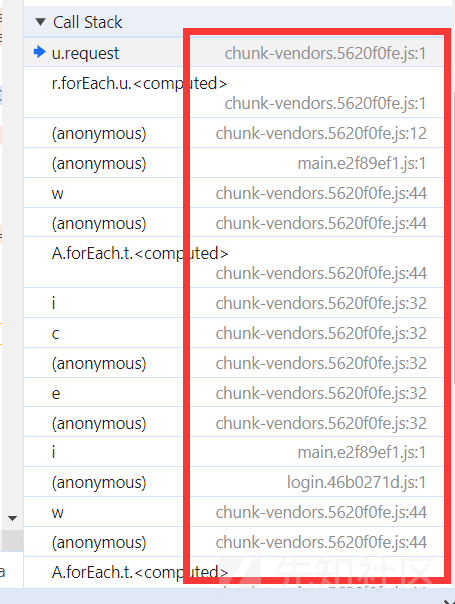 Call Stack
u.request chunk-vendors.5620f0fe.js:1
r.forEach.u.<computed>
chunk-vendors.5620f0fe.js:1
(anonymous) chunk-vendors.5620f0fe.js:12
(anonymous) main.e2f89ef1.js:1
w chunk-vendors.5620f0fe.js:44
(anonymous) chunk-vendors.5620f0fe.js:44
A.forEach.t.<computed>
chunk-vendors.5620f0fe.js:44
i chunk-vendors.5620f0fe.js:32
c chunk-vendors.5620f0fe.js:32
(anonymous) chunk-vendors.5620f0fe.js:32
e chunk-vendors.5620f0fe.js:32
(anonymous) chunk-vendors.5620f0fe.js:32
i main.e2f89ef1.js:1
(anonymous) login.46b0271d.js:1
w chunk-vendors.5620f0fe.js:44
(anonymous) chunk-vendors.5620f0fe.js:44
A.forEach.t.<computed>
先知社区
a